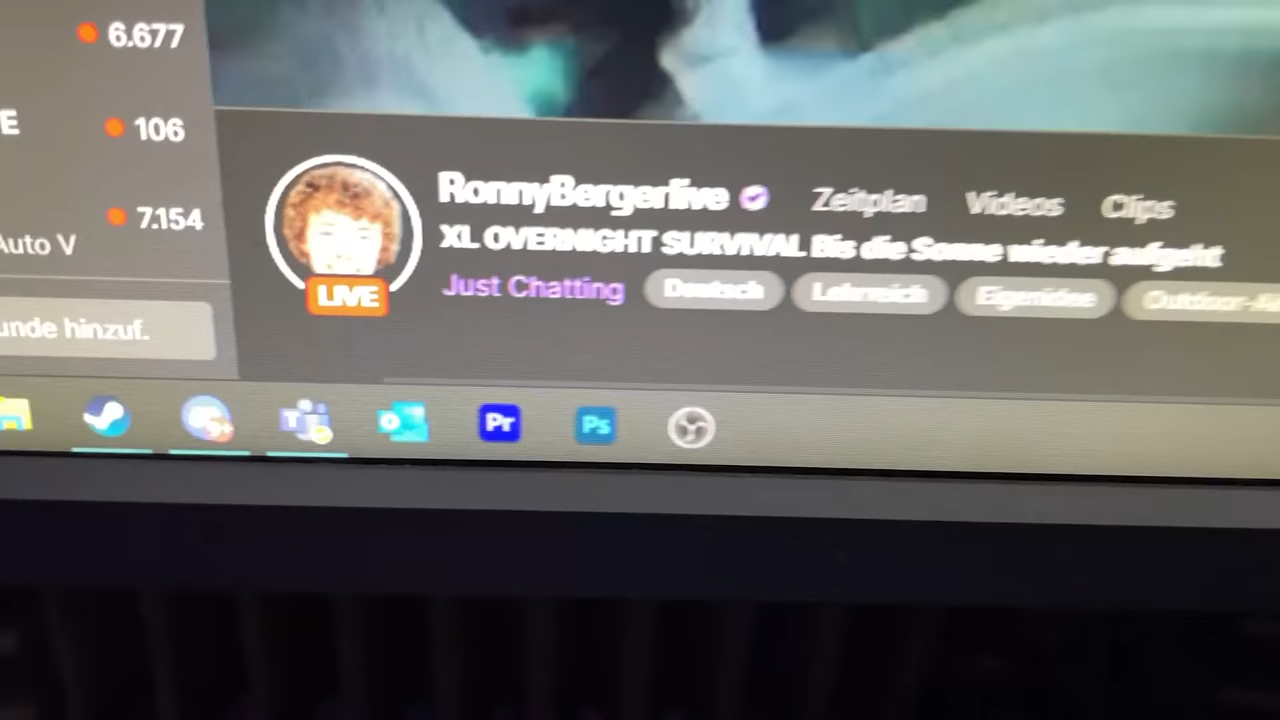 6.677
E
106
7.154
Auto V
unde hinzuf.
RonnyBergerlive
Zeitplan Videos Clips
XL OVERNIGHT SURVIVAL Bis die Sonne wieder aufgeht
LIVE
Just Chatting Deutsch Lehrreich Eigenidee Outdoor-
Pr
Ps